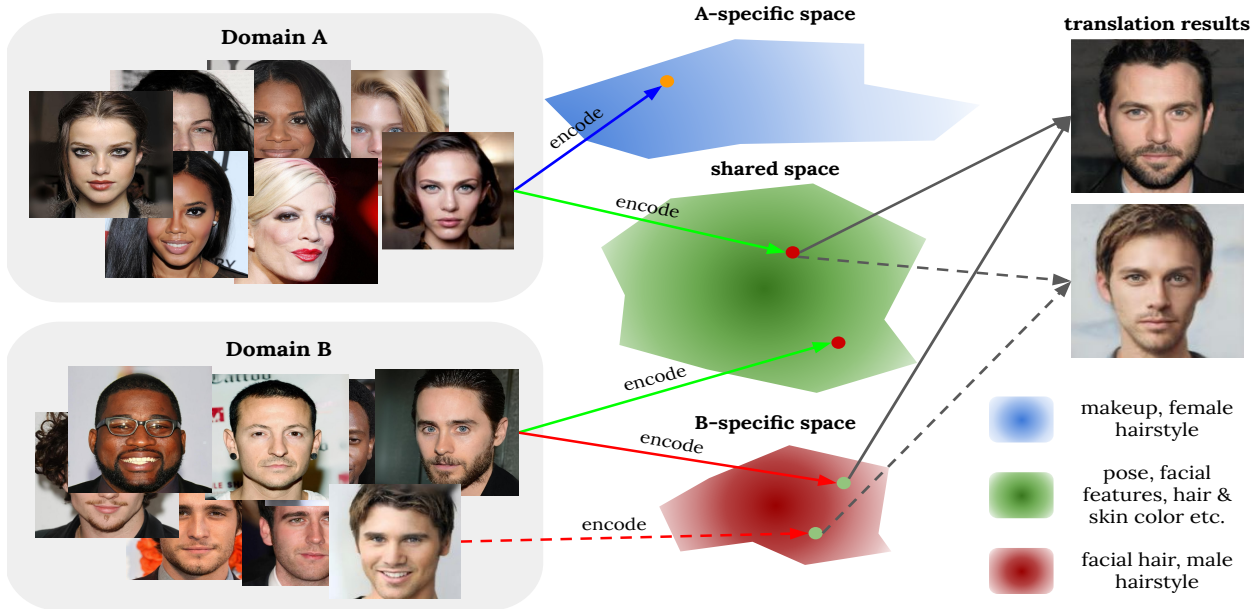 Domain A
A-specific space
translation results
encode
shared space
encode
Domain B
encode
B-specific space
encode
encode
makeup, female
hairstyle
pose, facial
features, hair &
skin color etc.
facial hair, male
hairstyle